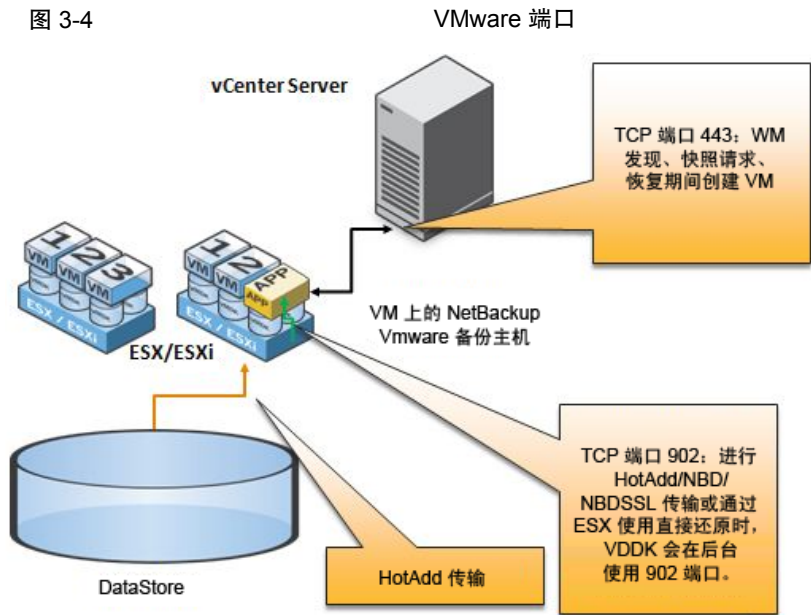 图 3-4
VMware 端口
vCenter Server
TCP 端口 443：WM
发现、快照请求、
恢复期间创建 VM
1 2 3
VM VM VM
ESX / ESXi
1 2 APP
VM VM APP
ESX / ESXi
ESX/ESXi
VM 上的 NetBackup
Vmware 备份主机
TCP 端口 902：进行
HotAdd/NBD/
NBDSSL 传输或通过
ESX 使用直接还原时，
VDDK 会在后台
使用 902 端口。
HotAdd 传输
DataStore